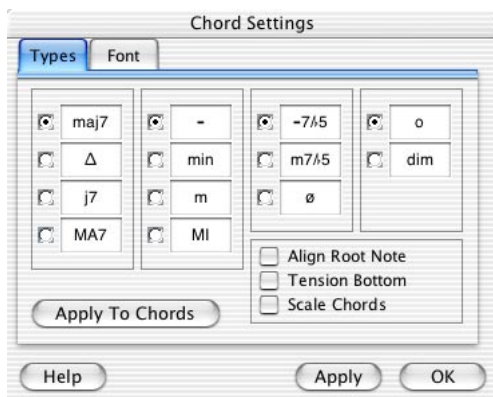 Chord Settings
Types Font
maj7 - -7/♭5 o
Δ min m7/♭5 dim
j7 m ø
MA7 MI
Align Root Note
Tension Bottom
Scale Chords
Apply To Chords
Help Apply OK